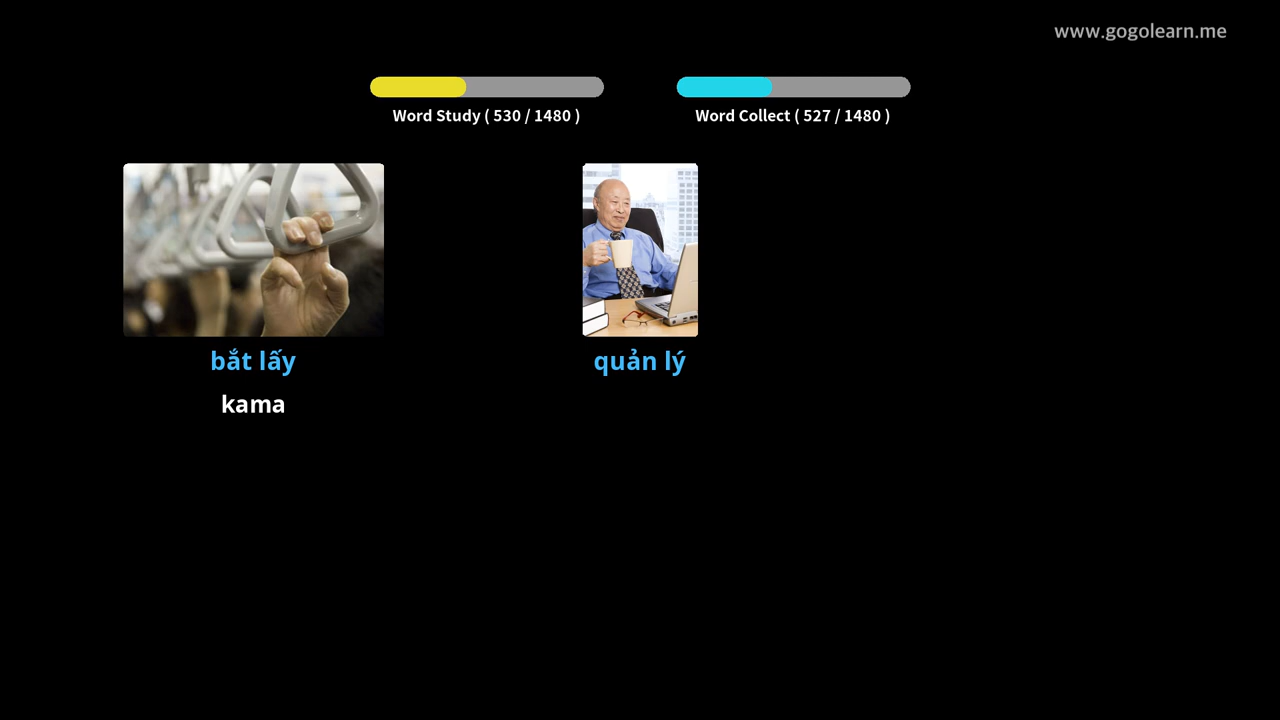 www.gogolearn.me
Word Study ( 530 / 1480 )
Word Collect ( 527 / 1480 )
bắt lấy
quản lý
kama